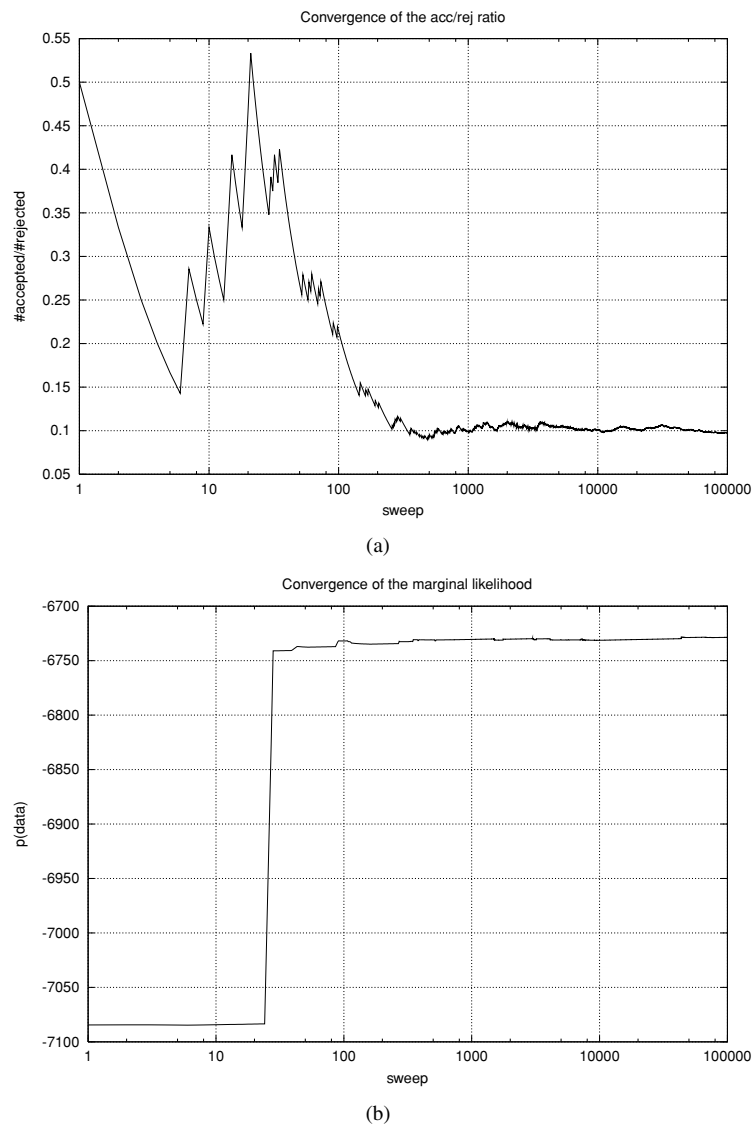 Convergence of the acc/rej ratio
0.55
0.5
0.45
0.4
0.35
0.3
0.25
0.2
0.15
0.1
0.05
#accepted/#rejected
1 10 100 1000 10000 100000
sweep
(a)
Convergence of the marginal likelihood
-6700
-6750
-6800
-6850
-6900
-6950
-7000
-7050
-7100
p(data)
1 10 100 1000 10000 100000
sweep
(b)